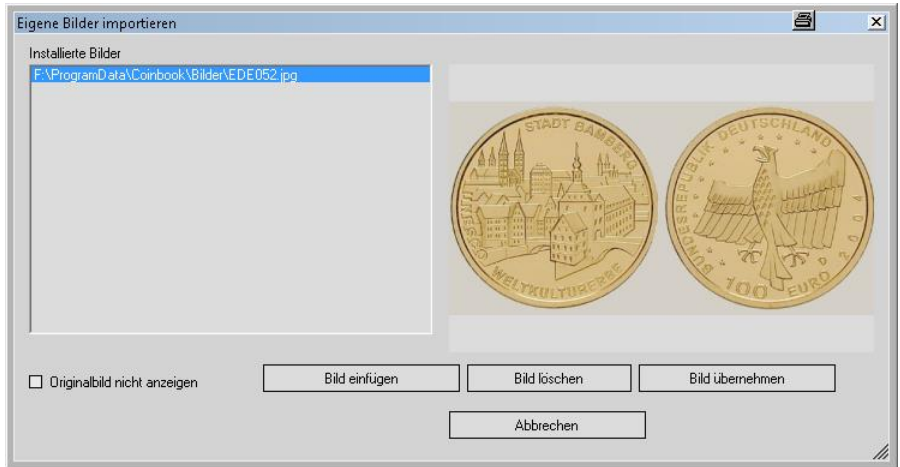 Eigene Bilder importieren
Installierte Bilder
F:\ProgramData\Coinbook\Bilder\EDE052.jpg
STADT BAMBERG
UNESCO
WELTKULTURERBE
BUNDESREPUBLIK DEUTSCHLAND
2004
D
100 EURO
Originalbild nicht anzeigen
Bild einfügen
Bild löschen
Bild übernehmen
Abbrechen